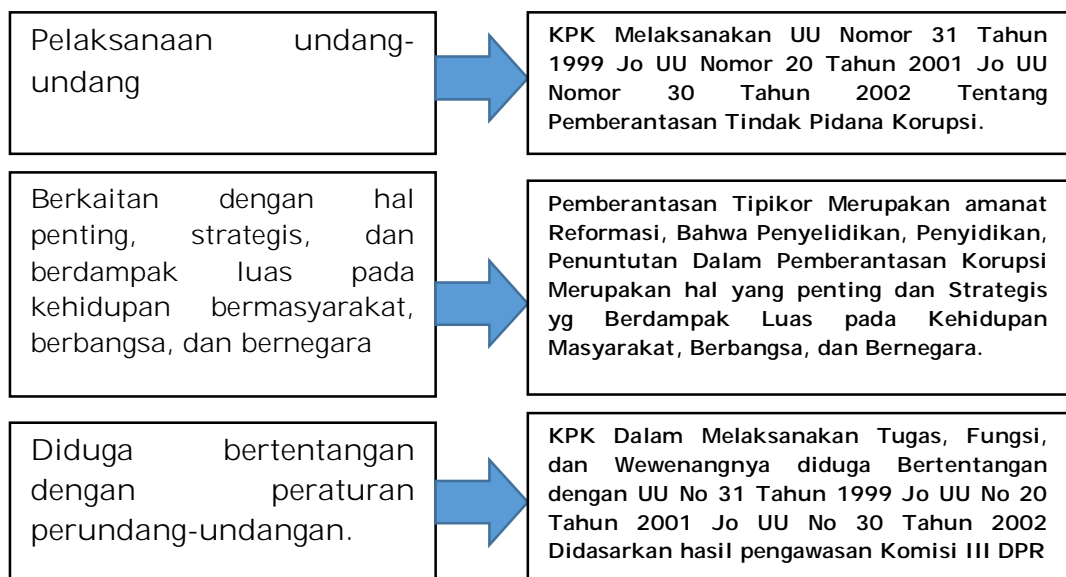 Pelaksanaan undang-
undang
KPK Melaksanakan UU Nomor 31 Tahun
1999 Jo UU Nomor 20 Tahun 2001 Jo UU
Nomor 30 Tahun 2002 Tentang
Pemberantasan Tindak Pidana Korupsi.
Berkaitan dengan hal
penting, strategis, dan
berdampak luas pada
kehidupan bermasyarakat,
berbangsa, dan bernegara
Pemberantasan Tipikor Merupakan amanat
Reformasi, Bahwa Penyelidikan, Penyidikan,
Penuntutan Dalam Pemberantasan Korupsi
Merupakan hal yang penting dan Strategis
yg Berdampak Luas pada Kehidupan
Masyarakat, Berbangsa, dan Bernegara.
Diduga bertentangan
dengan peraturan
perundang-undangan.
KPK Dalam Melaksanakan Tugas, Fungsi,
dan Wewenangnya diduga Bertentangan
dengan UU No 31 Tahun 1999 Jo UU No 20
Tahun 2001 Jo UU No 30 Tahun 2002
Didasarkan hasil pengawasan Komisi III DPR